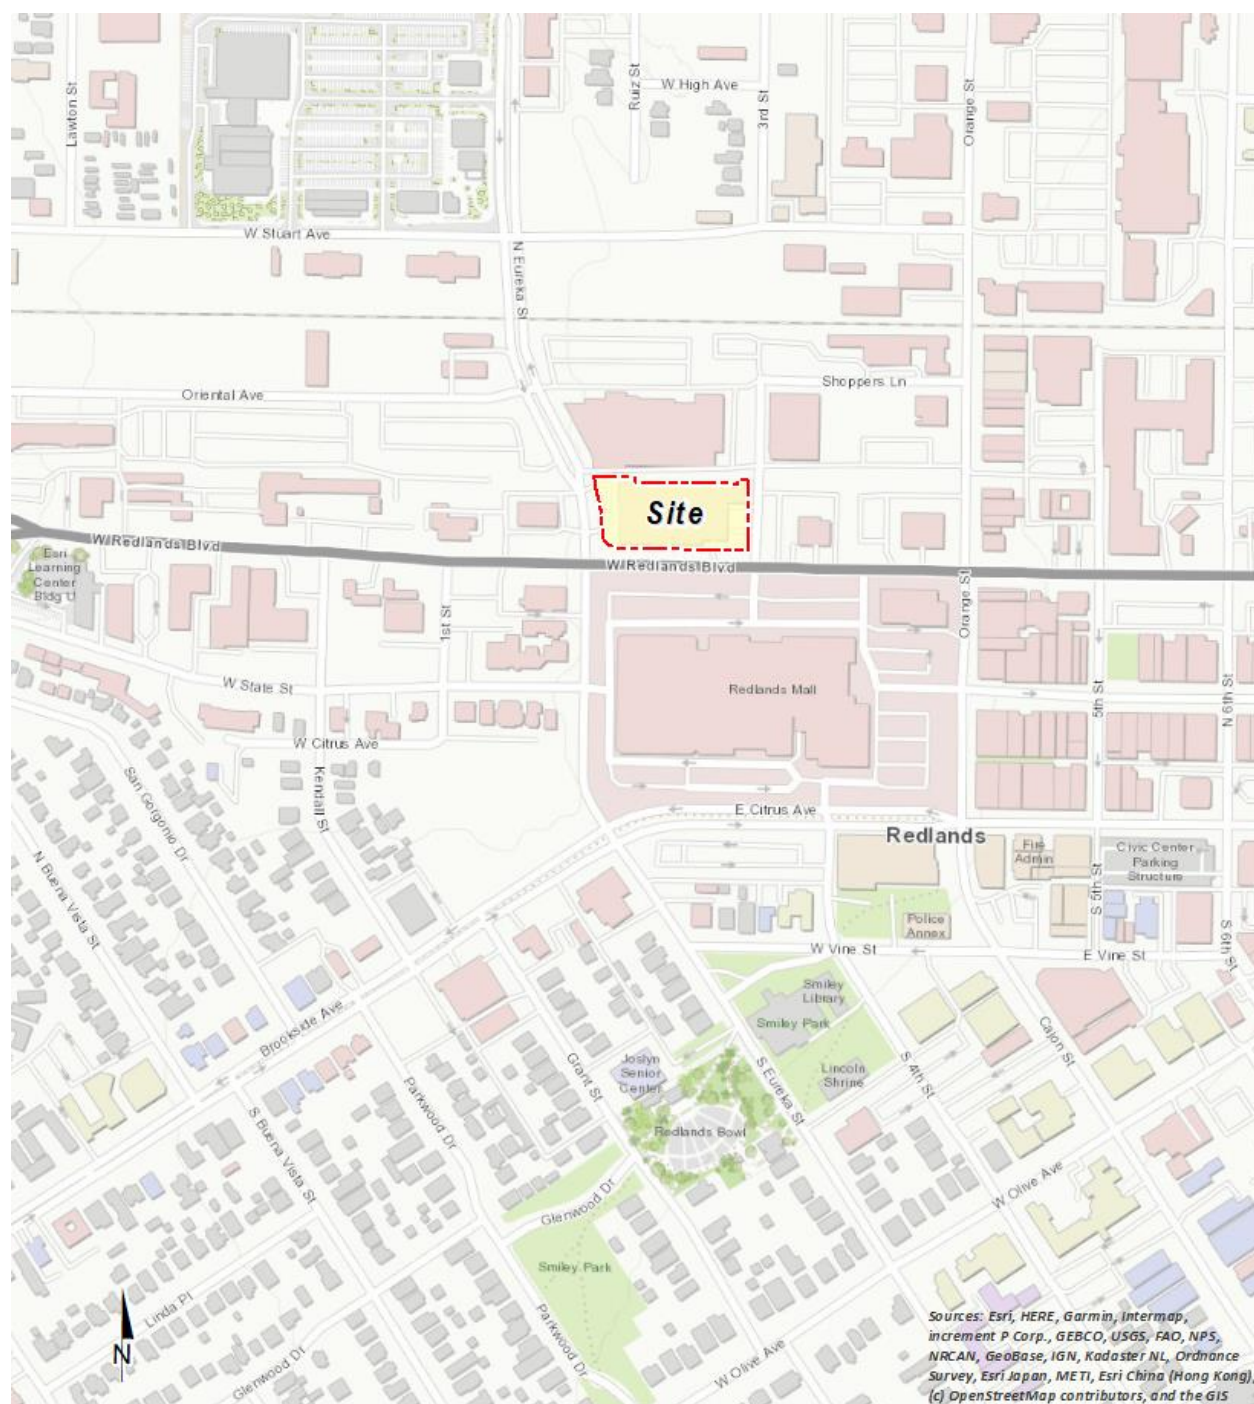 Lawton St
Ruiz St
W High Ave
3rd St
Orange St
W Stuart Ave
N Eureka St
Shoppers Ln
Oriental Ave
Site
W Redlands Blvd
W Redlands Blvd
Esri
Learning
Center
Bldg U
1st St
Orange St
W State St
Redlands Mall
5th St
N 6th St
W Citrus Ave
San Gorgonio Dr
Kendall St
E Citrus Ave
Redlands
Fire
Admin
Civic Center
Parking
Structure
N Buena Vista St
S 5th St
Police
Annex
W Vine St
E Vine St
S 6th St
Smiley
Library
Smiley Park
Brookside Ave
Cajon St
Joslyn
Senior
Center
Grant St
S Eureka St
Lincoln
Shrine
S 4th St
Parkwood Dr
Redlands Bowl
S Buena Vista St
W Olive Ave
Glenwood Dr
Smiley Park
Linda Pl
Parkwood Dr
N
Glenwood Dr
W Olive Ave
Sources: Esri, HERE, Garmin, Intermap,
increment P Corp., GEBCO, USGS, FAO, NPS,
NRCAN, GeoBase, IGN, Kadaster NL, Ordnance
Survey, Esri Japan, METI, Esri China (Hong Kong),
(c) OpenStreetMap contributors, and the GIS